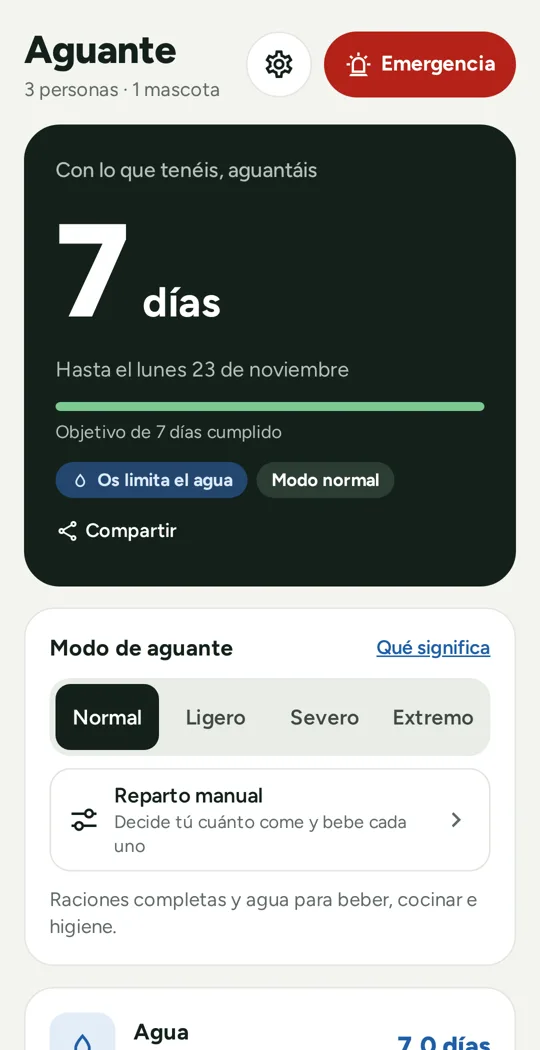 Aguante
3 personas · 1 mascota
Emergencia
Con lo que tenéis, aguantáis
7 días
Hasta el lunes 23 de noviembre
Objetivo de 7 días cumplido
Os limita el agua
Modo normal
Compartir
Modo de aguante
Qué significa
Normal
Ligero
Severo
Extremo
Reparto manual
Decide tú cuánto come y bebe cada
uno
Raciones completas y agua para beber, cocinar e
higiene.
Agua
7,0 días